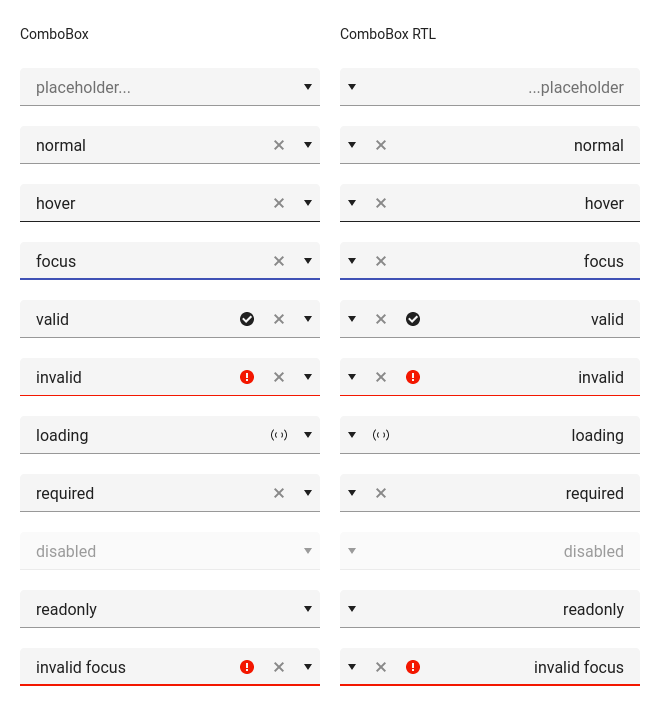 ComboBox
ComboBox RTL
placeholder...
...placeholder
normal
normal
hover
hover
focus
focus
valid
valid
invalid
invalid
loading
loading
required
required
disabled
disabled
readonly
readonly
invalid focus
invalid focus